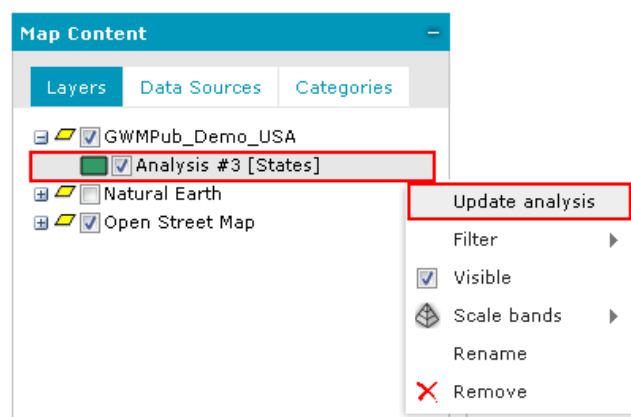 Map Content
Layers Data Sources Categories
GWMPub_Demo_USA
Analysis #3 [States]
Natural Earth
Open Street Map
Update analysis
Filter
Visible
Scale bands
Rename
Remove